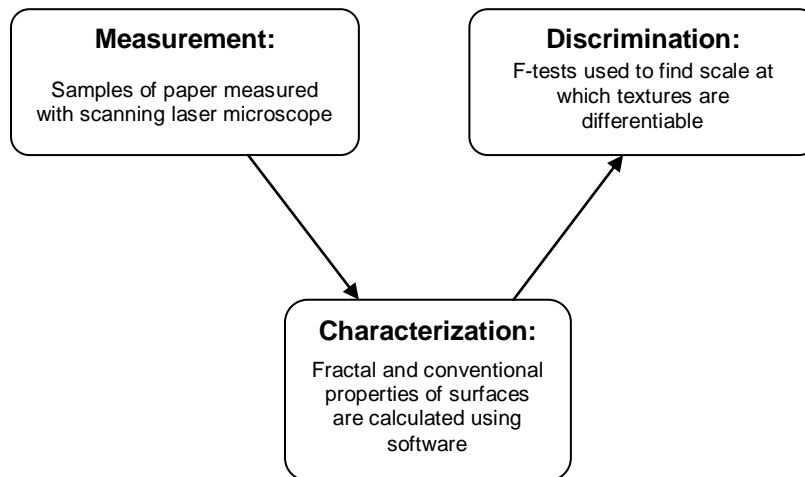 Measurement:
Samples of paper measured
with scanning laser microscope
Discrimination:
F-tests used to find scale at
which textures are
differentiable
Characterization:
Fractal and conventional
properties of surfaces
are calculated using
software